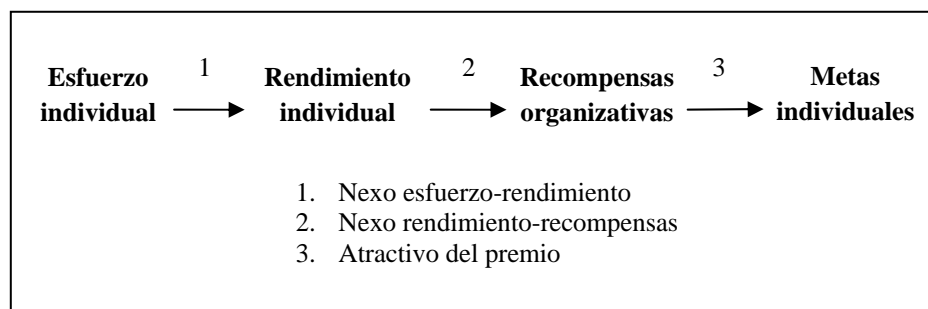 1 2 3
Esfuerzo Rendimiento Recompensas Metas
individual individual organizativas individuales
1. Nexo esfuerzo-rendimiento
2. Nexo rendimiento-recompensas
3. Atractivo del premio